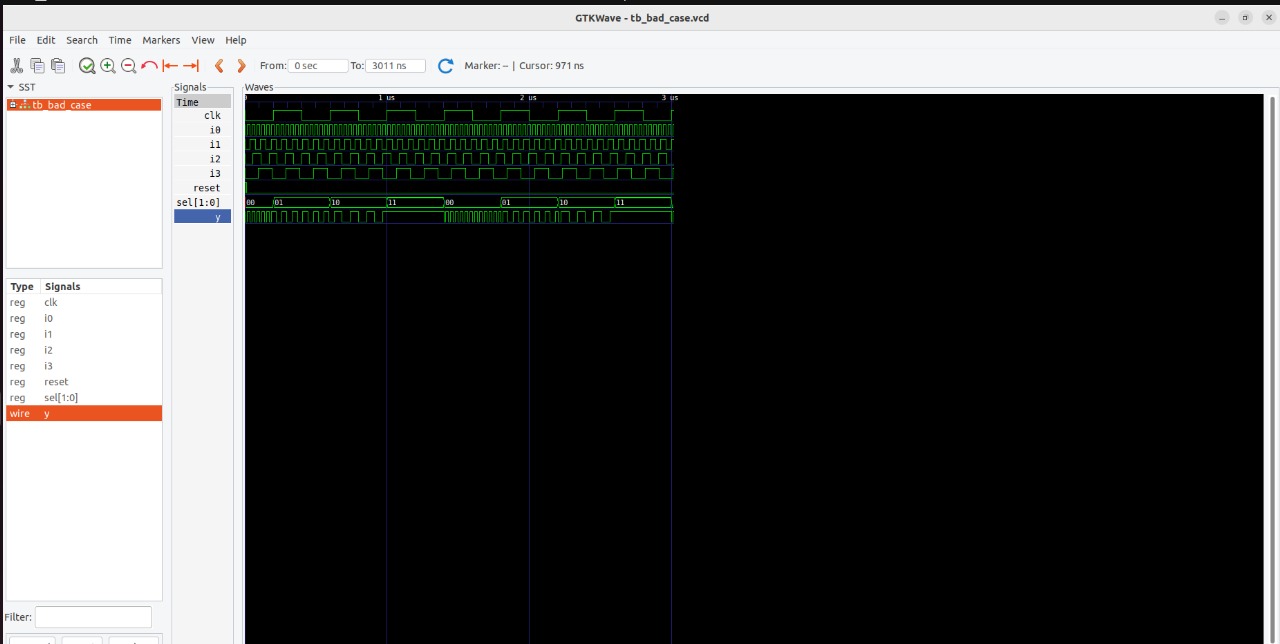 GTKWave - tb_bad_case.vcd
File Edit Search Time Markers View Help
From: 0 sec To: 3011 ns Marker: -- | Cursor: 971 ns
SST
tb_bad_case
Type Signals
reg clk
reg i0
reg i1
reg i2
reg i3
reg reset
reg sel[1:0]
wire y
Filter:
Signals
Time
clk
i0
i1
i2
i3
reset
sel[1:0]
y
Waves
1 us 2 us 3 us
00 01 10 11 00 01 10 11